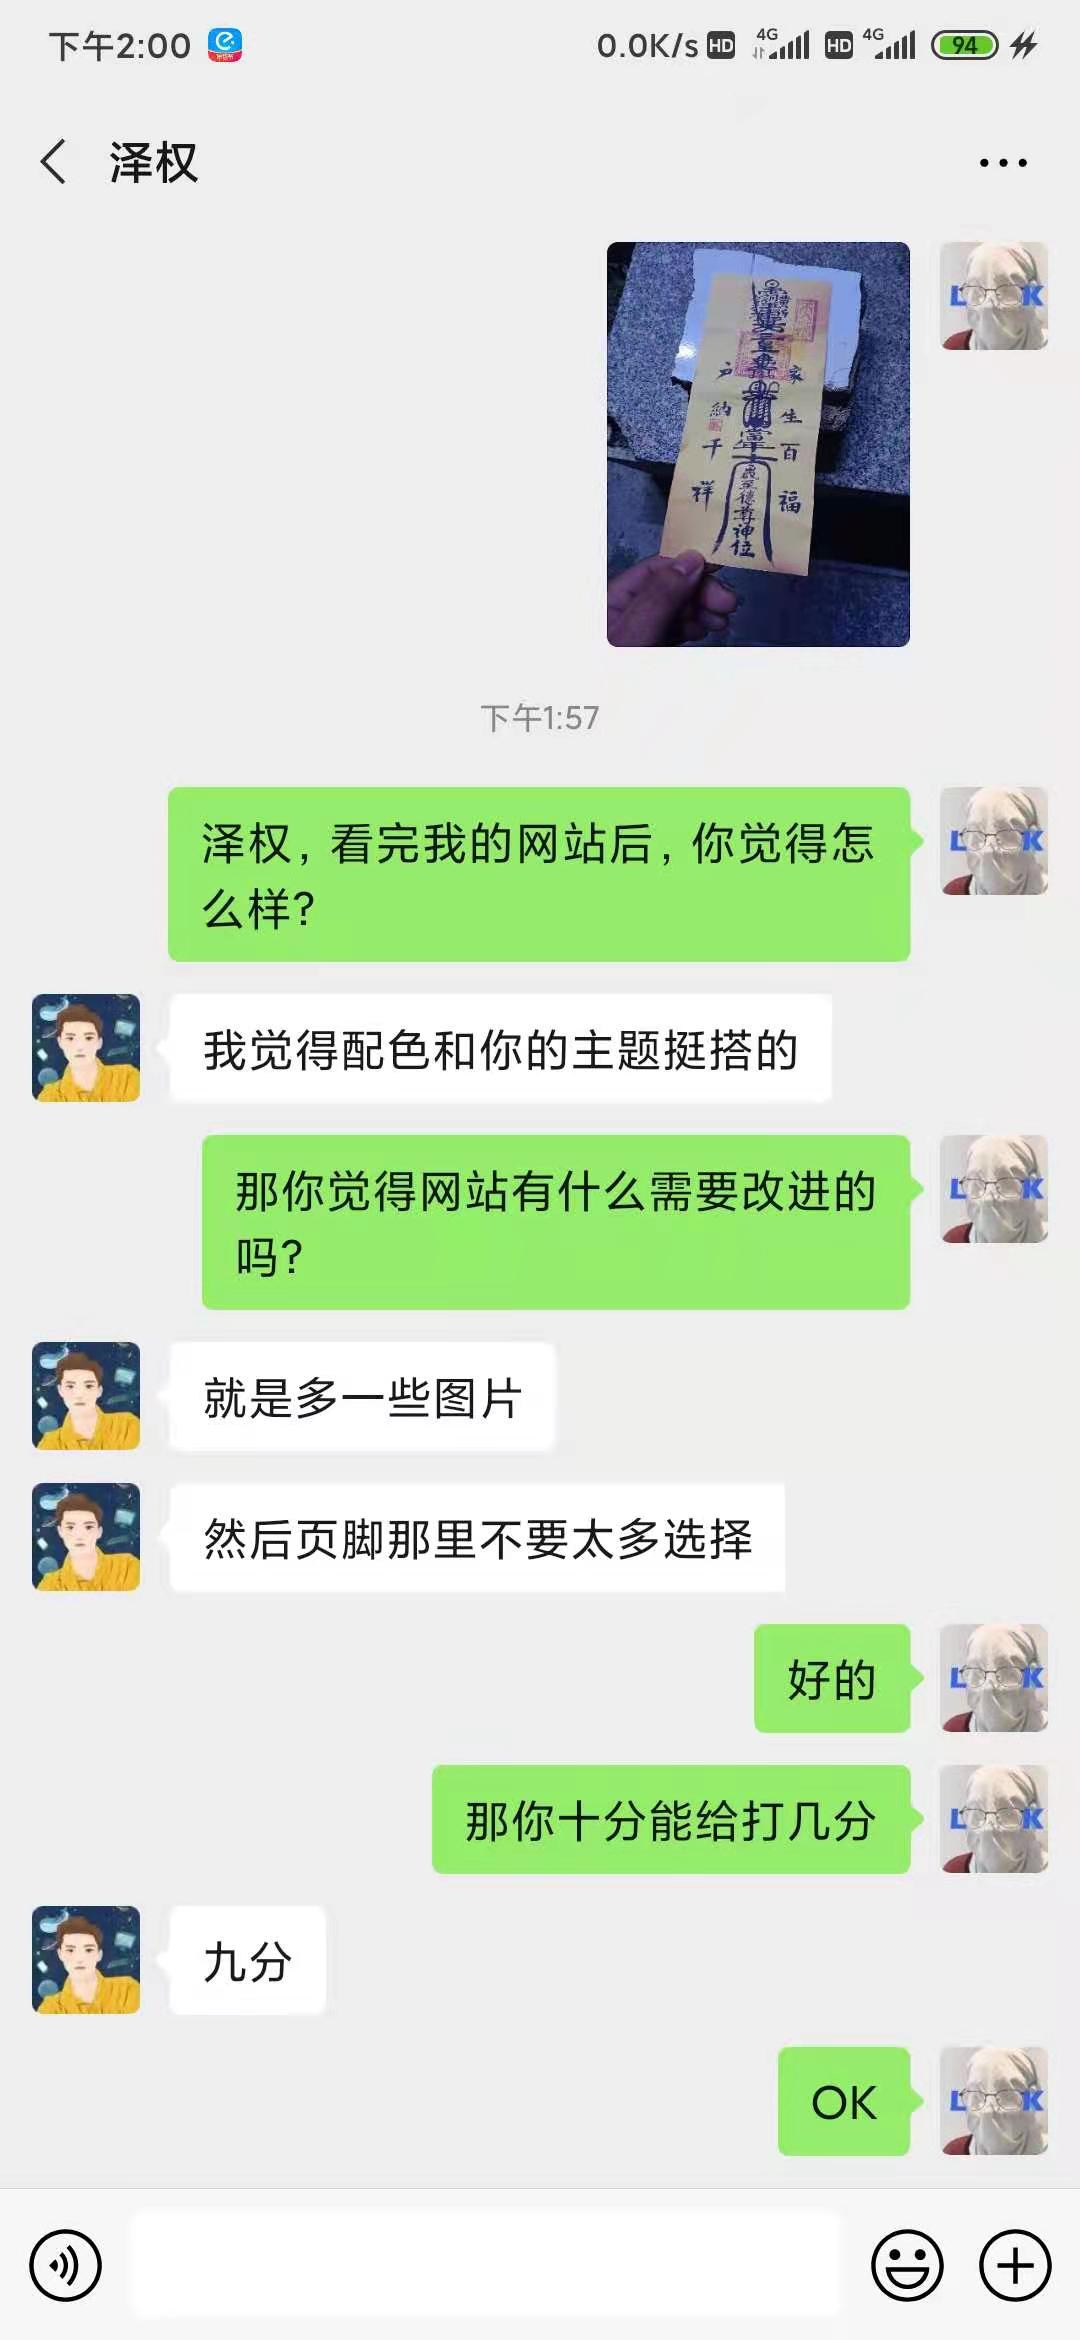 下午2:00
0.0K/s HD 4G HD 4G 94
泽权
家生百福
户納千祥
神位
下午1:57
泽权，看完我的网站后，你觉得怎
么样？
我觉得配色和你的主题挺搭的
那你觉得网站有什么需要改进的
吗？
就是多一些图片
然后页脚那里不要太多选择
好的
那你十分能给打几分
九分
OK